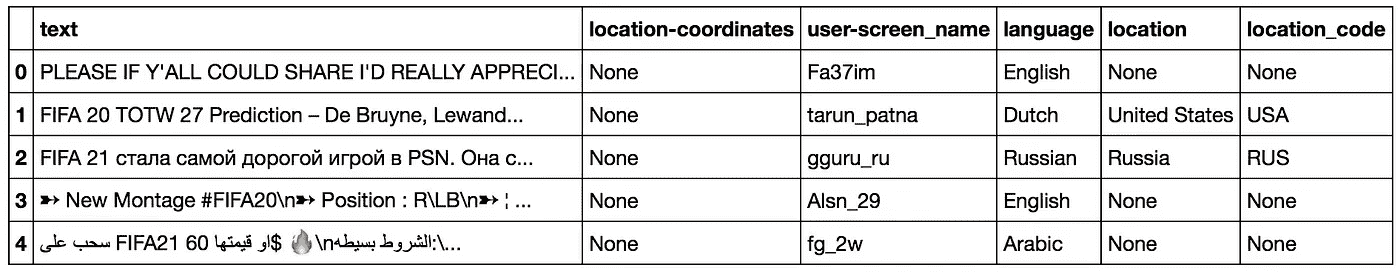 text location-coordinates user-screen_name language location location_code
0 PLEASE IF Y'ALL COULD SHARE I'D REALLY APPRECI... None Fa37im English None None
1 FIFA 20 TOTW 27 Prediction – De Bruyne, Lewand... None tarun_patna Dutch United States USA
2 FIFA 21 стала самой дорогой игрой в PSN. Она с... None gguru_ru Russian Russia RUS
3 ➽ New Montage #FIFA20\n➽ Position : R\LB\n➽ ¦ ... None Alsn_29 English None None
4 سحب على FIFA21 او قيمتها 60$ 🔥\nالشروط بسيطه:\... None fg_2w Arabic None None